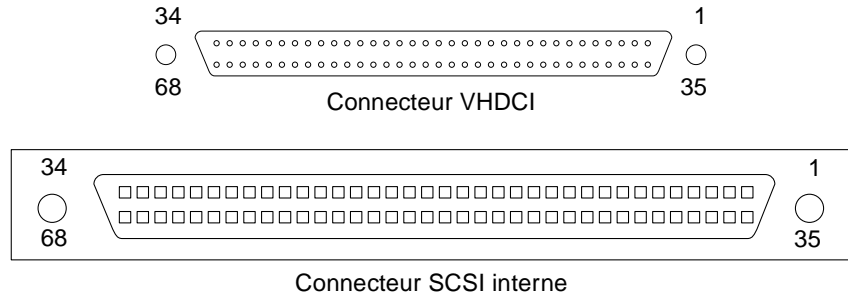 34 1
68 35
Connecteur VHDCI
34 1
68 35
Connecteur SCSI interne